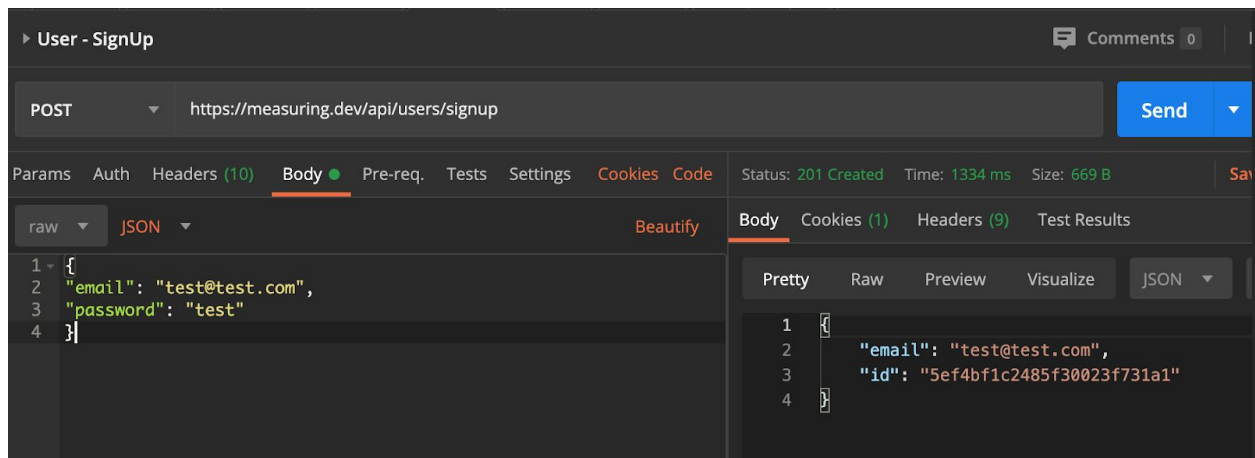 User - SignUp
Comments 0
POST https://measuring.dev/api/users/signup Send
Params Auth Headers (10) Body Pre-req. Tests Settings Cookies Code
raw JSON Beautify
1 {
2 "email": "test@test.com",
3 "password": "test"
4 }
Status: 201 Created Time: 1334 ms Size: 669 B
Body Cookies (1) Headers (9) Test Results
Pretty Raw Preview Visualize JSON
1 {
2 "email": "test@test.com",
3 "id": "5ef4bf1c2485f30023f731a1"
4 }